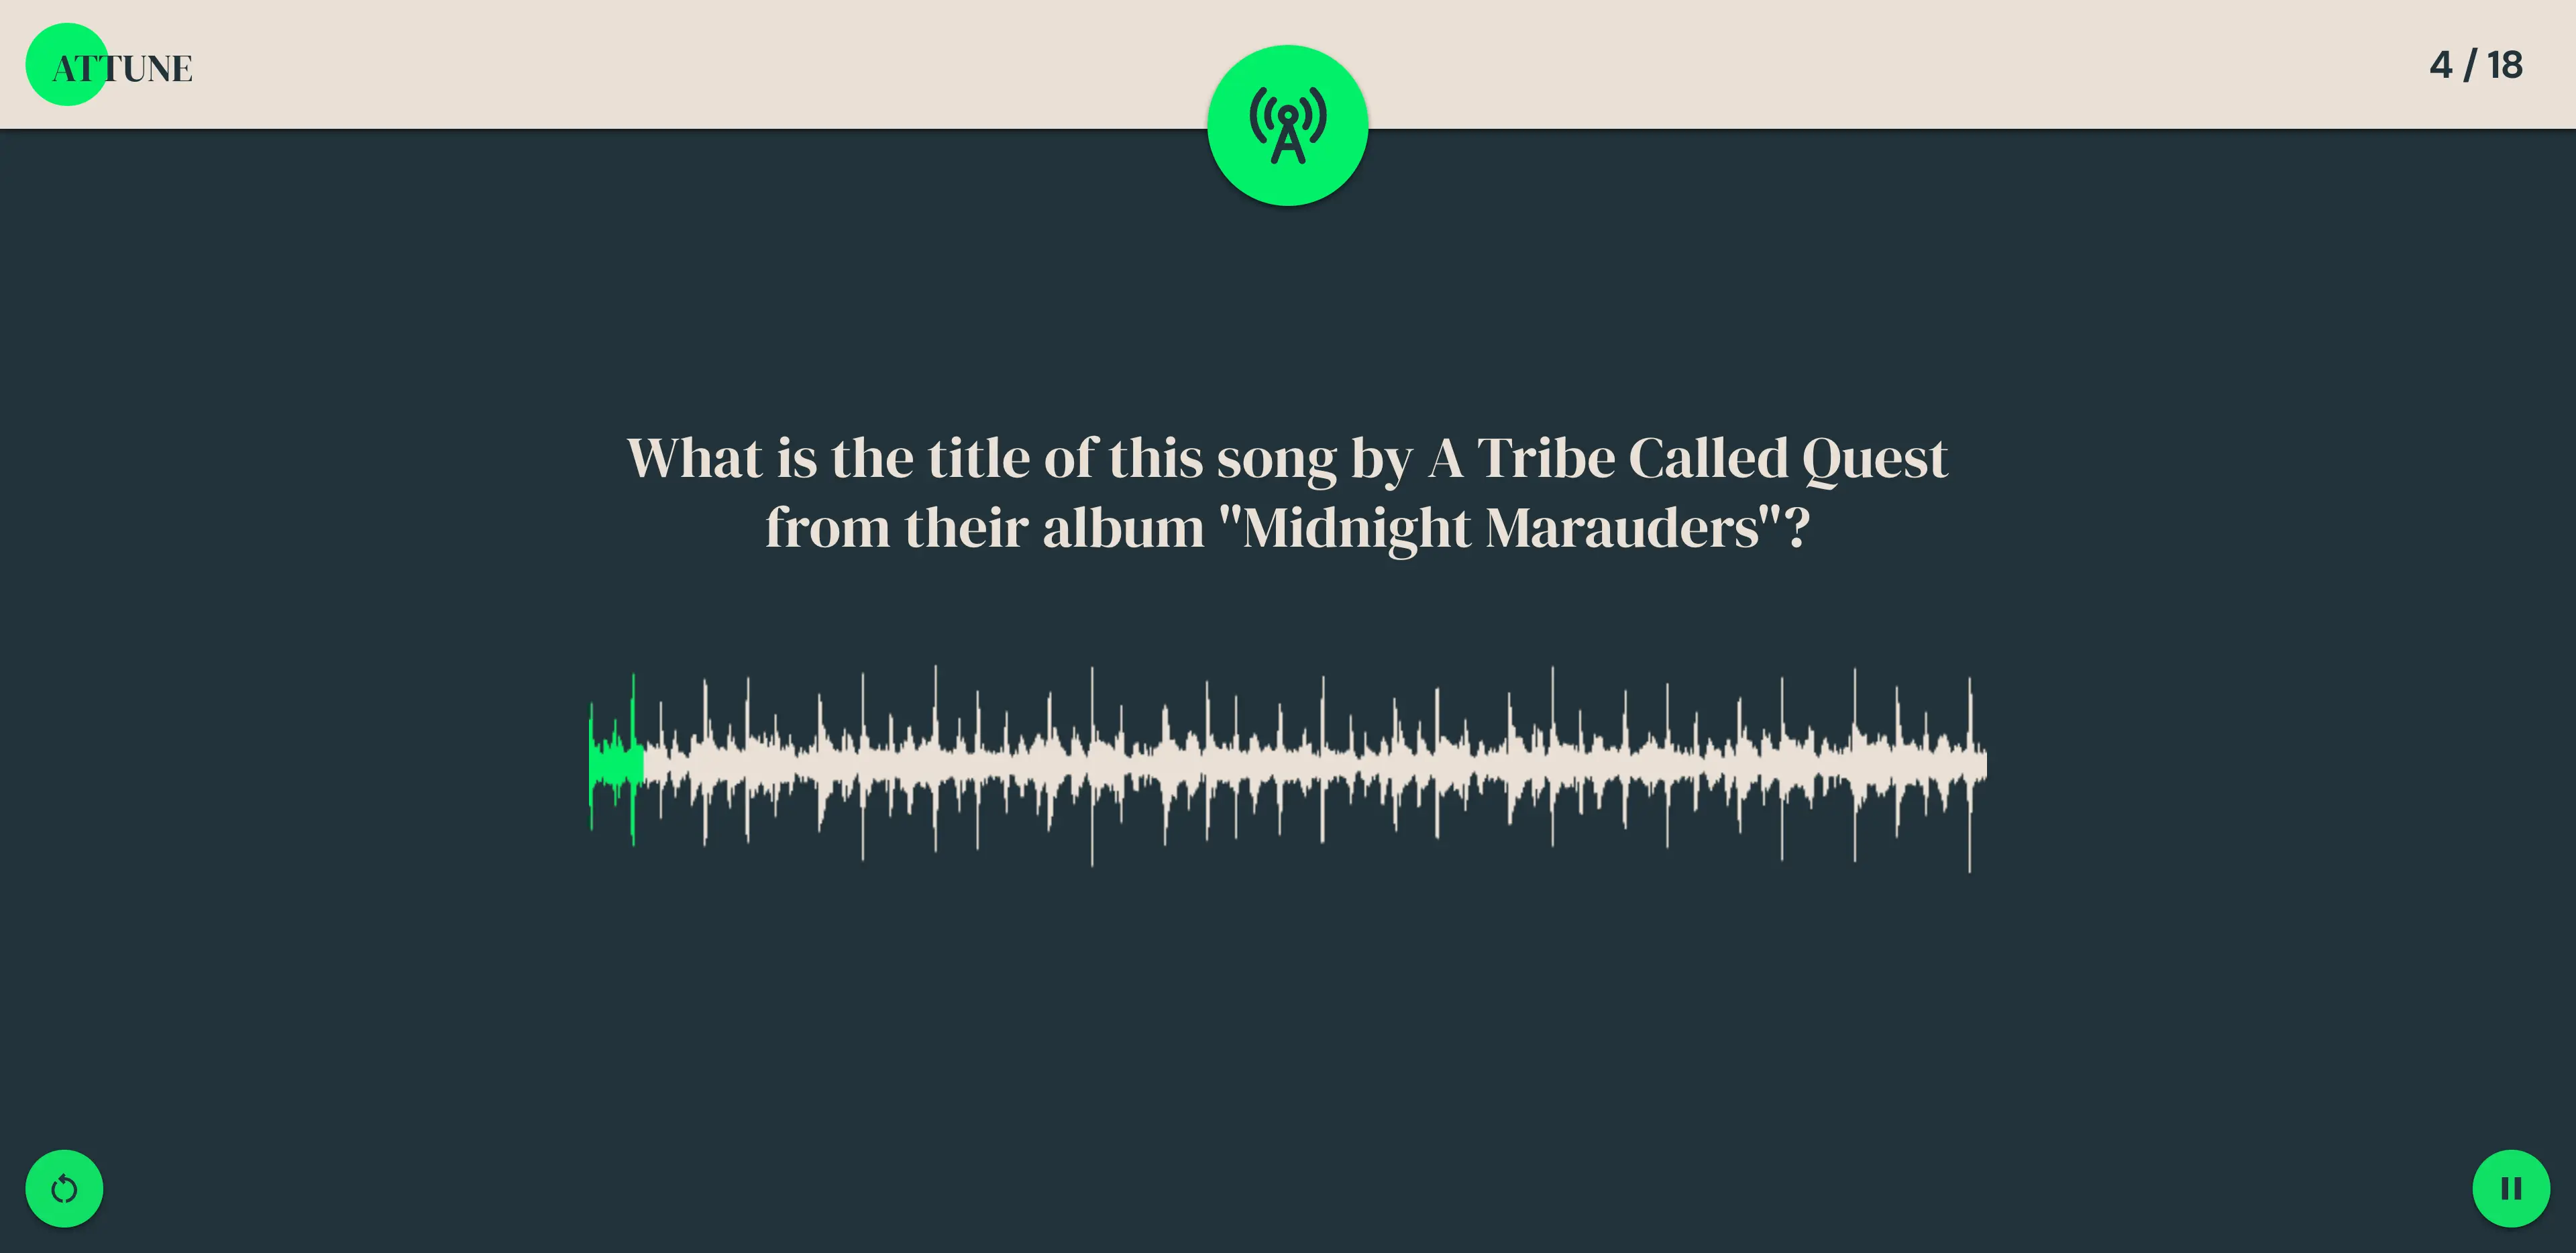 ATTUNE
4 / 18
What is the title of this song by A Tribe Called Quest
from their album "Midnight Marauders"?